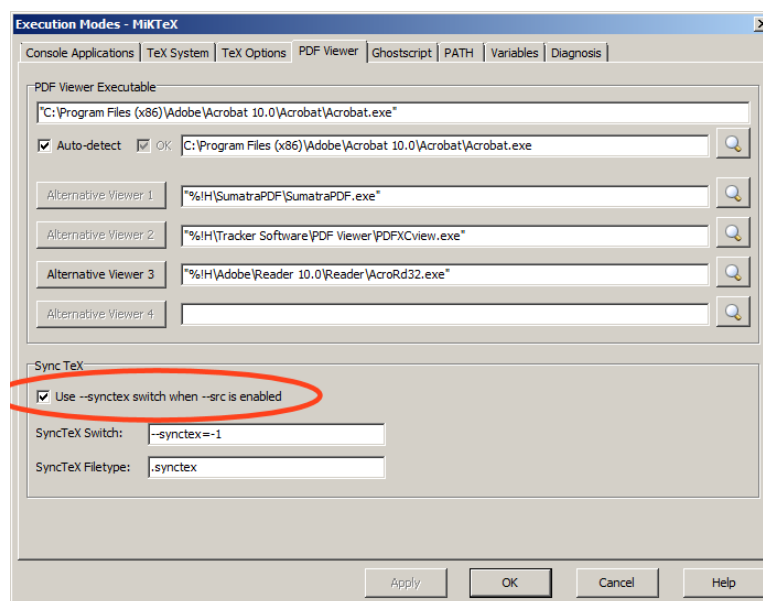 Execution Modes - MiKTeX
Console Applications TeX System TeX Options PDF Viewer Ghostscript PATH Variables Diagnosis
PDF Viewer Executable
"C:\Program Files (x86)\Adobe\Acrobat 10.0\Acrobat\Acrobat.exe"
Auto-detect OK C:\Program Files (x86)\Adobe\Acrobat 10.0\Acrobat\Acrobat.exe
Alternative Viewer 1 "%!H\SumatraPDF\SumatraPDF.exe"
Alternative Viewer 2 "%!H\Tracker Software\PDF Viewer\PDFXCview.exe"
Alternative Viewer 3 "%!H\Adobe\Reader 10.0\Reader\AcroRd32.exe"
Alternative Viewer 4
Sync TeX
Use --synctex switch when --src is enabled
SyncTeX Switch: --synctex=-1
SyncTeX Filetype: .synctex
Apply OK Cancel Help